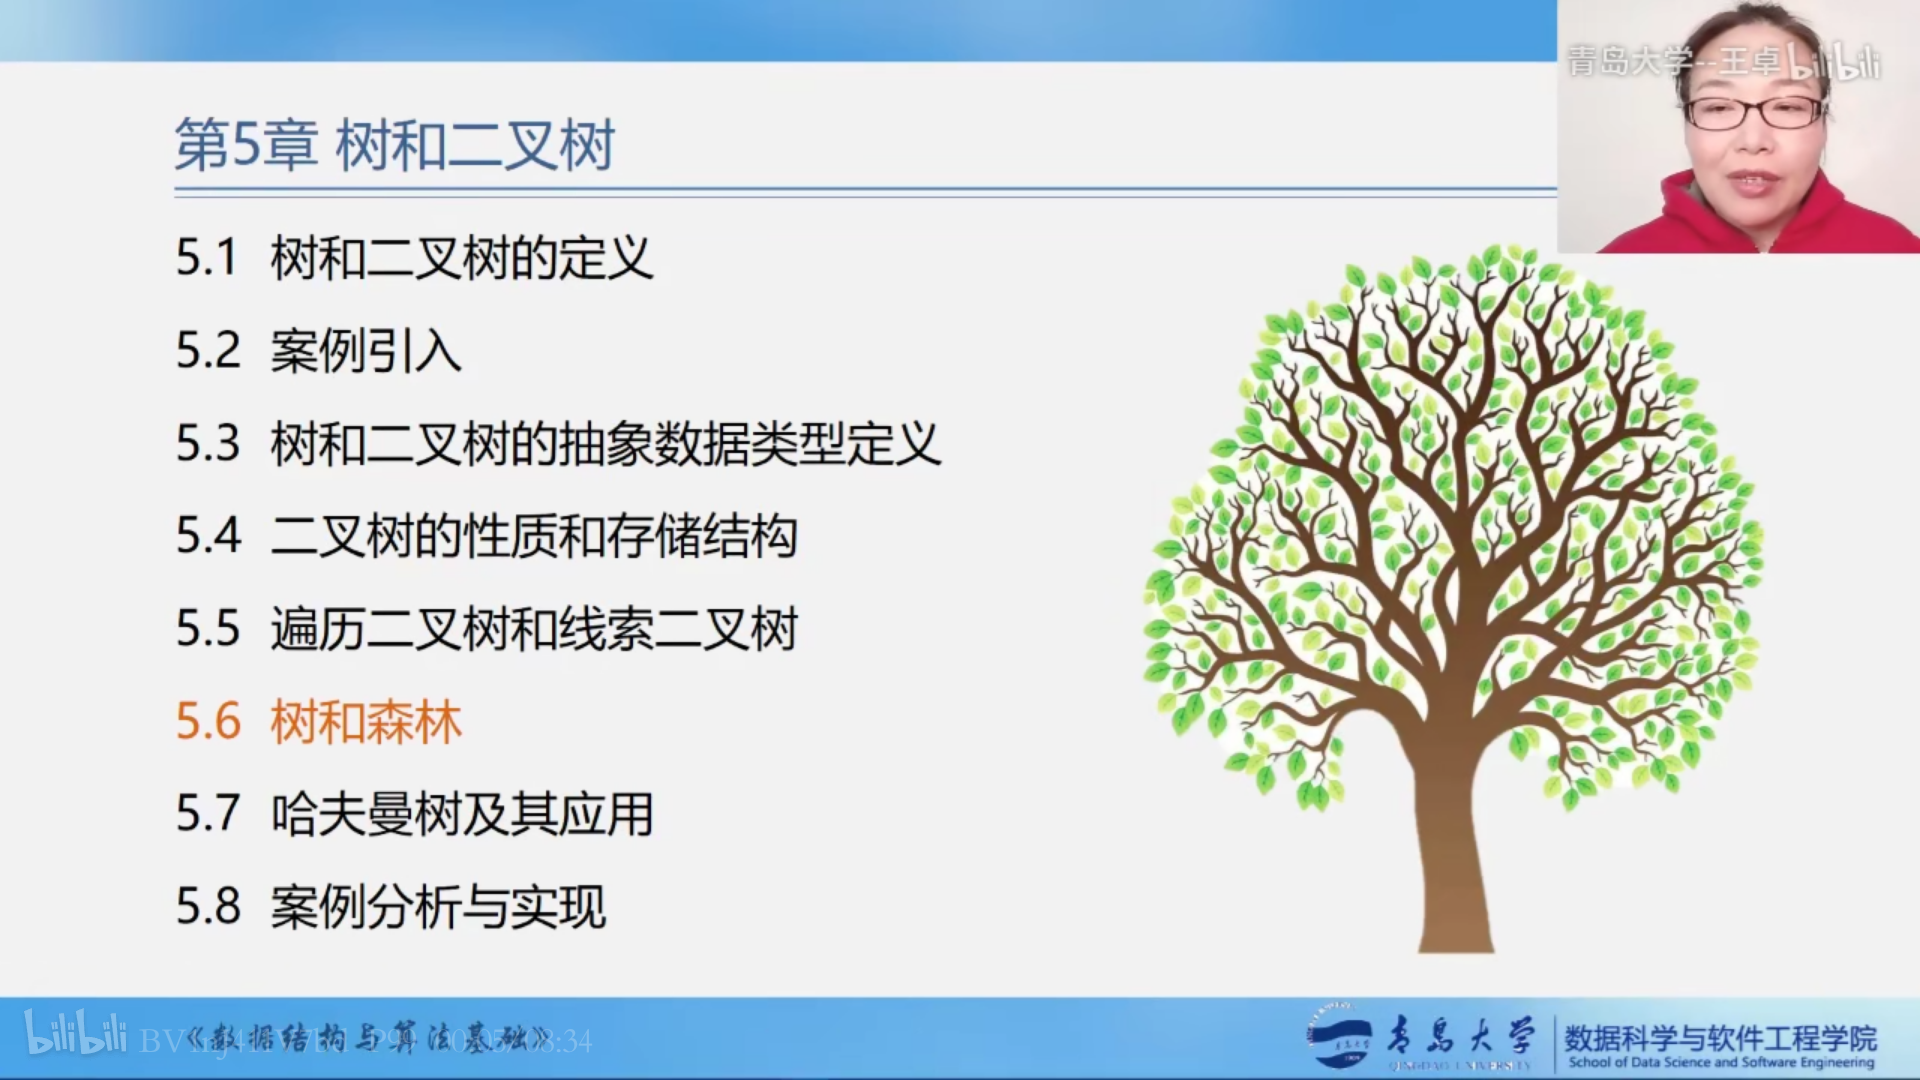 青岛大学--王卓 bilibili
第5章 树和二叉树
5.1 树和二叉树的定义
5.2 案例引入
5.3 树和二叉树的抽象数据类型定义
5.4 二叉树的性质和存储结构
5.5 遍历二叉树和线索二叉树
5.6 树和森林
5.7 哈夫曼树及其应用
5.8 案例分析与实现
bilibili
《数据结构与算法基础》
青岛大学
QINGDAO UNIVERSITY
数据科学与软件工程学院
School of Data Science and Software Engineering